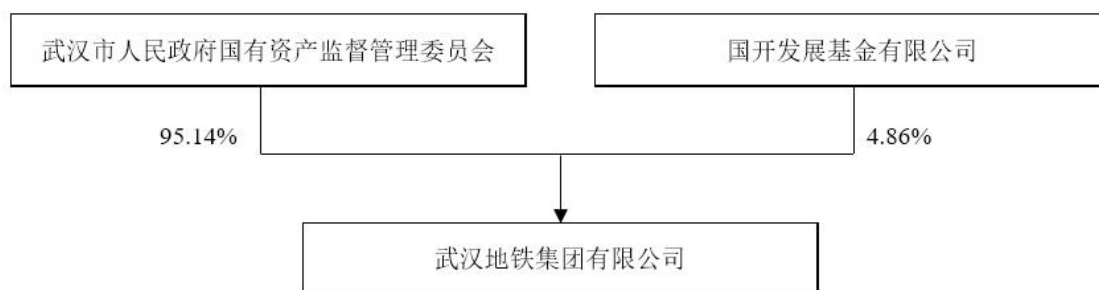 武汉市人民政府国有资产监督管理委员会
国开发展基金有限公司
95.14%
4.86%
武汉地铁集团有限公司